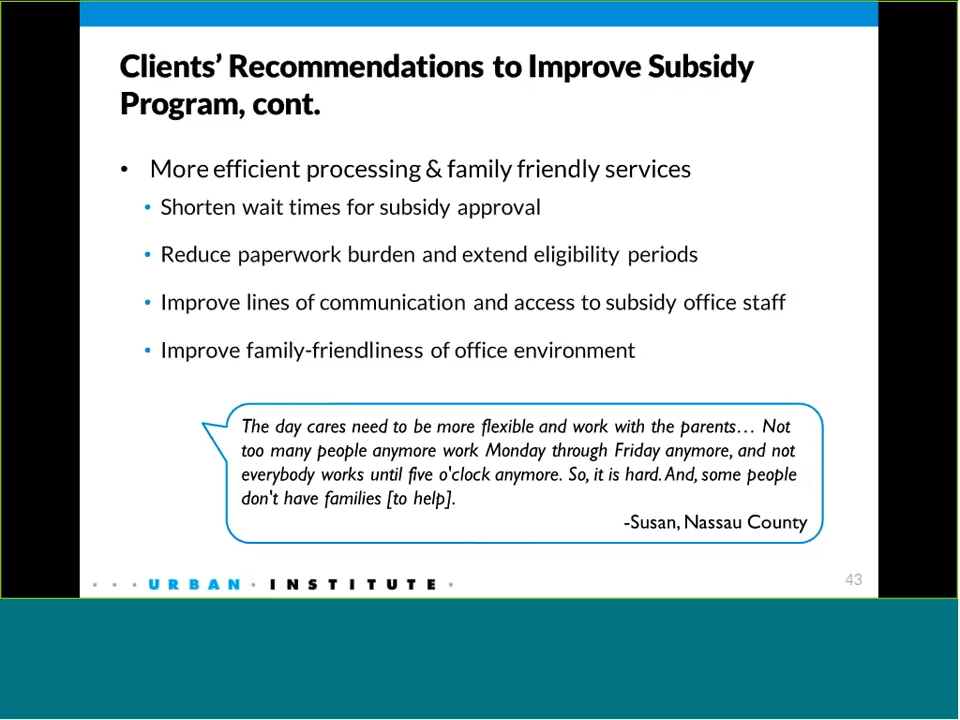 Clients’ Recommendations to Improve Subsidy
Program, cont.
• More efficient processing & family friendly services
• Shorten wait times for subsidy approval
• Reduce paperwork burden and extend eligibility periods
• Improve lines of communication and access to subsidy office staff
• Improve family-friendliness of office environment
The day cares need to be more flexible and work with the parents… Not
too many people anymore work Monday through Friday anymore, and not
everybody works until five o'clock anymore. So, it is hard. And, some people
don't have families [to help].
-Susan, Nassau County
URBAN INSTITUTE
43